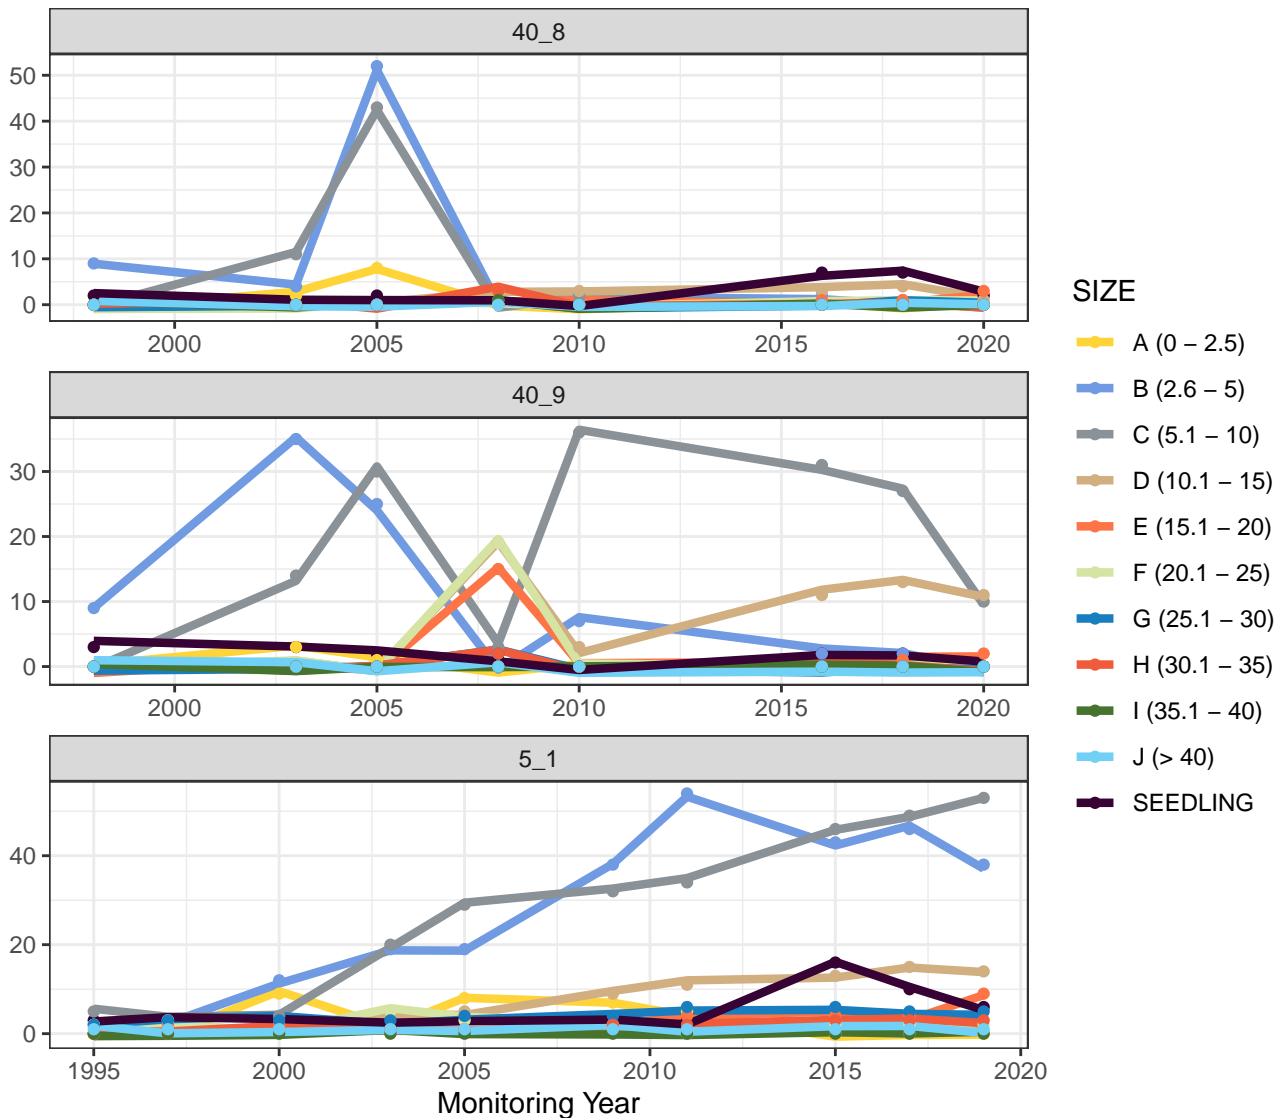 40_8
50
40
30
20
10
0
2000 2005 2010 2015 2020
40_9
30
20
10
0
2000 2005 2010 2015 2020
5_1
40
20
0
1995 2000 2005 2010 2015 2020
Monitoring Year
SIZE
A (0 − 2.5)
B (2.6 − 5)
C (5.1 − 10)
D (10.1 − 15)
E (15.1 − 20)
F (20.1 − 25)
G (25.1 − 30)
H (30.1 − 35)
I (35.1 − 40)
J (> 40)
SEEDLING